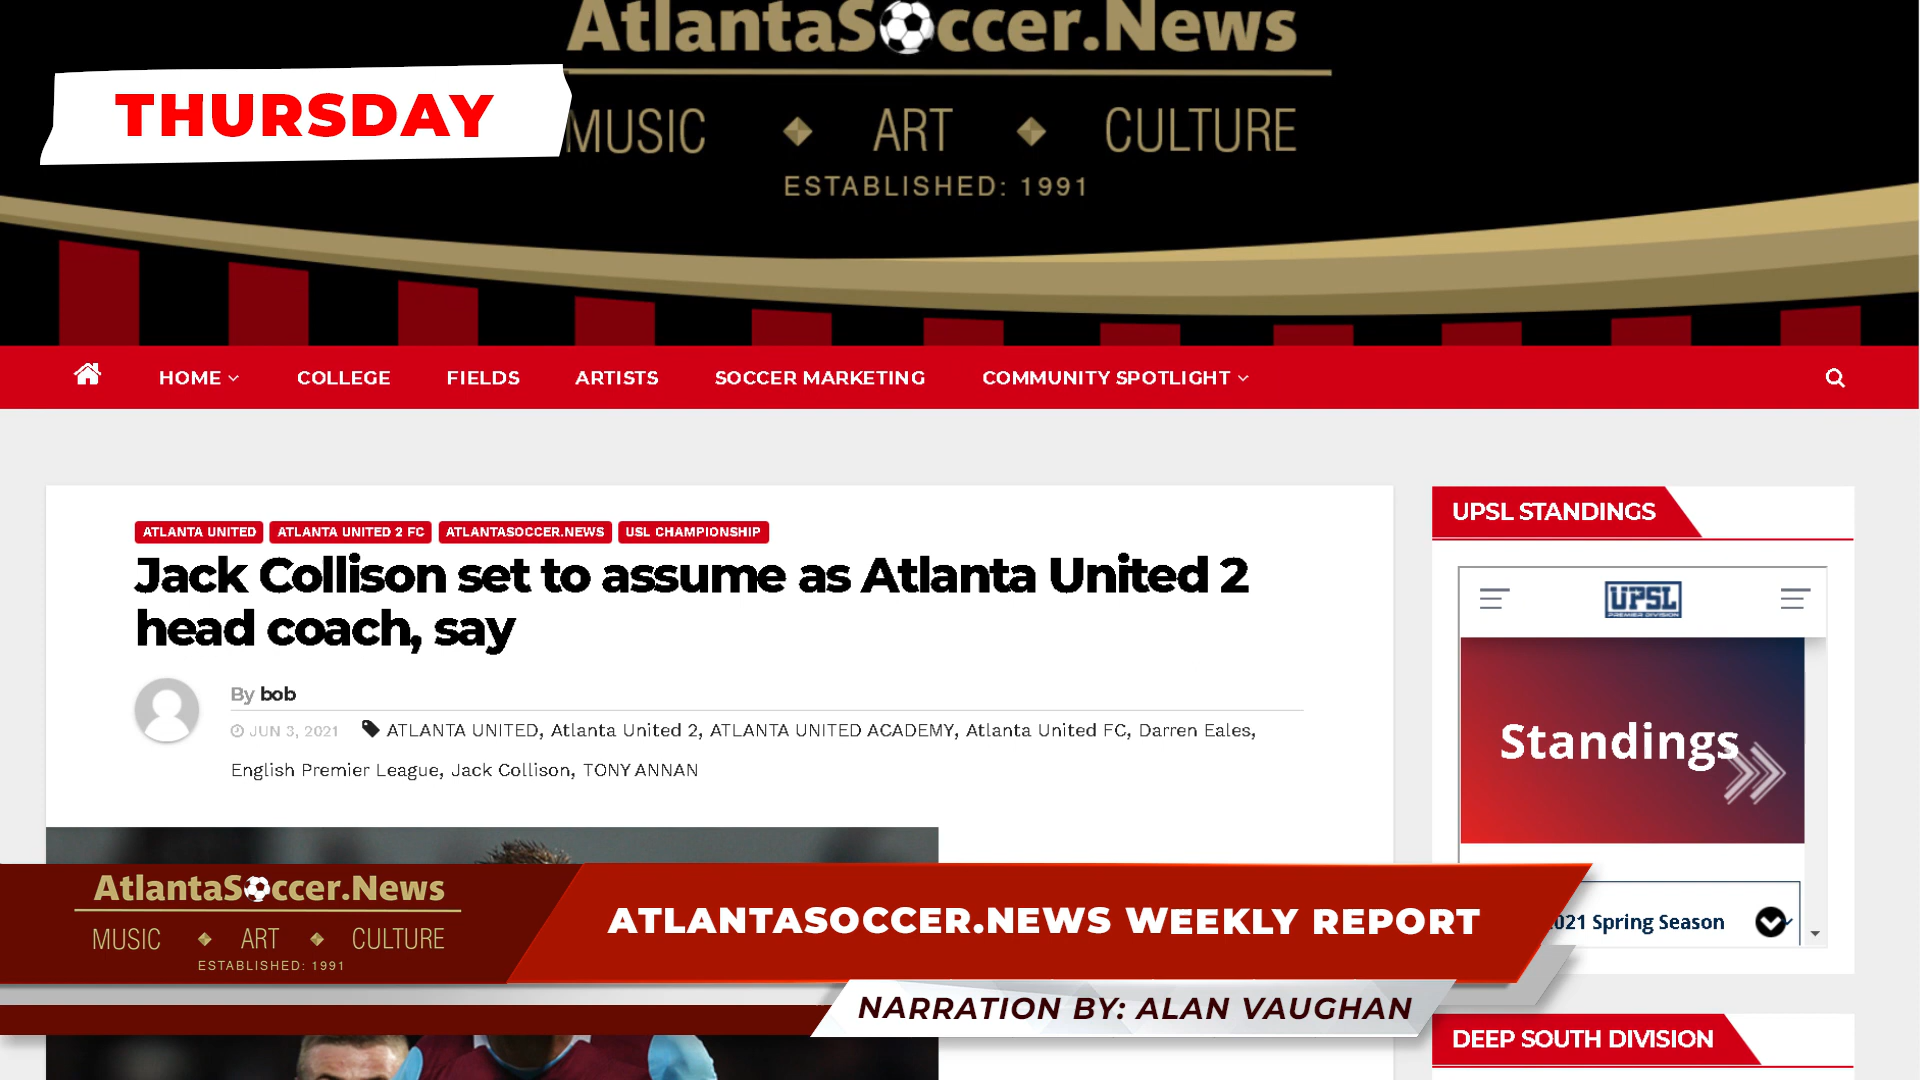 AtlantaSoccer.News
THURSDAY
MUSIC ART CULTURE
ESTABLISHED: 1991
HOME COLLEGE FIELDS ARTISTS SOCCER MARKETING COMMUNITY SPOTLIGHT
ATLANTA UNITED ATLANTA UNITED 2 FC ATLANTASOCCER.NEWS USL CHAMPIONSHIP
Jack Collison set to assume as Atlanta United 2
head coach, say
By bob
JUN 3, 2021 ATLANTA UNITED, Atlanta United 2, ATLANTA UNITED ACADEMY, Atlanta United FC, Darren Eales,
English Premier League, Jack Collison, TONY ANNAN
UPSL STANDINGS
UPSL
PREMIER DIVISION
Standings
2021 Spring Season
DEEP SOUTH DIVISION
AtlantaSoccer.News
MUSIC ART CULTURE
ESTABLISHED: 1991
ATLANTASOCCER.NEWS WEEKLY REPORT
NARRATION BY: ALAN VAUGHAN